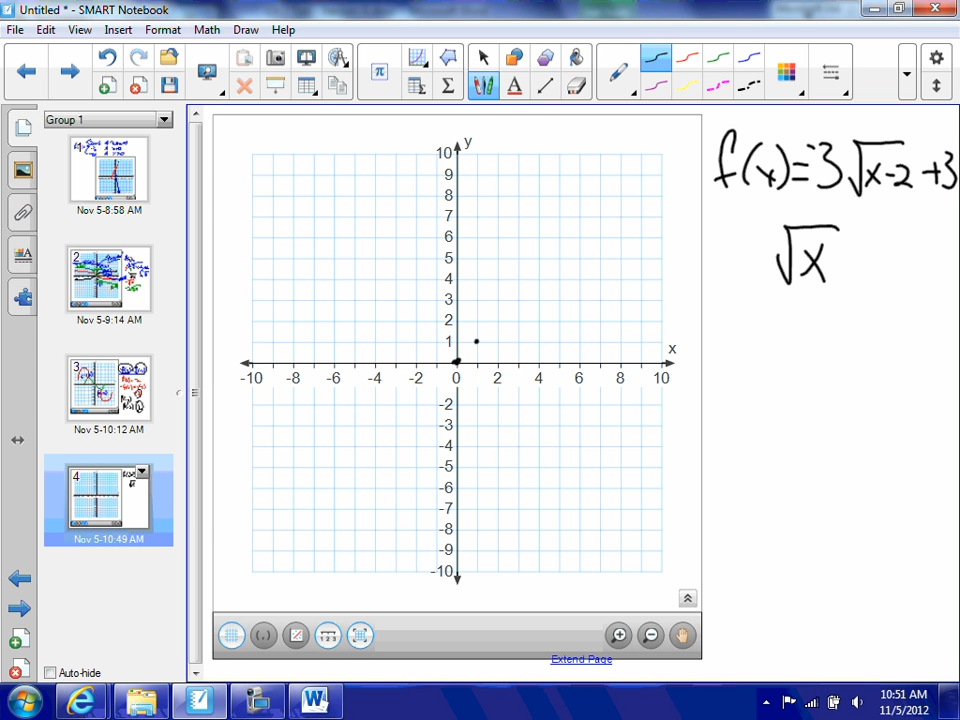 Untitled * - SMART Notebook
File Edit View Insert Format Math Draw Help
Group 1
1
Nov 5-8:58 AM
2
Nov 5-9:14 AM
3
Nov 5-10:12 AM
4
Nov 5-10:49 AM
Auto-hide
y
10
9
8
7
6
5
4
3
2
1
x
-10 -8 -6 -4 -2 0 2 4 6 8 10
-2
-3
-4
-5
-6
-7
-8
-9
-10
Extend Page
f(x)=3√x-2 +3
√x
10:51 AM
11/5/2012